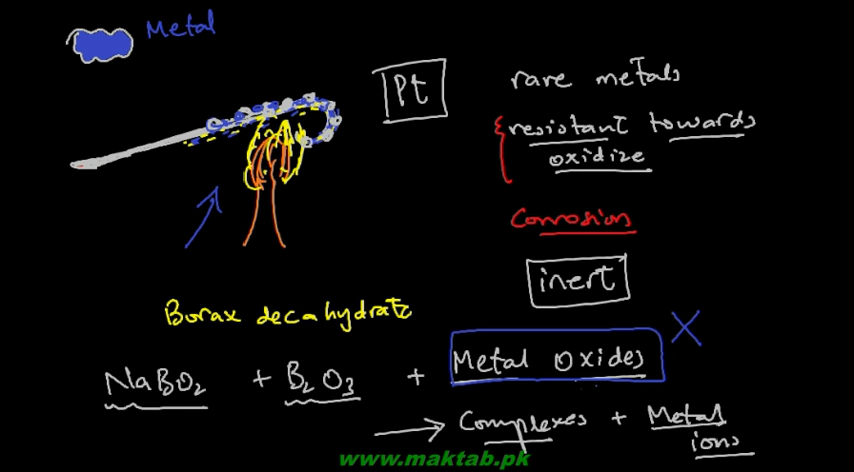 Metal
Pt
rare metals
resistant towards
oxidize
Corrosion
inert
Borax decahydrate
NaBO2 + B2O3 + Metal Oxides X
→ Complexes + Metal
ions
www.maktab.pk